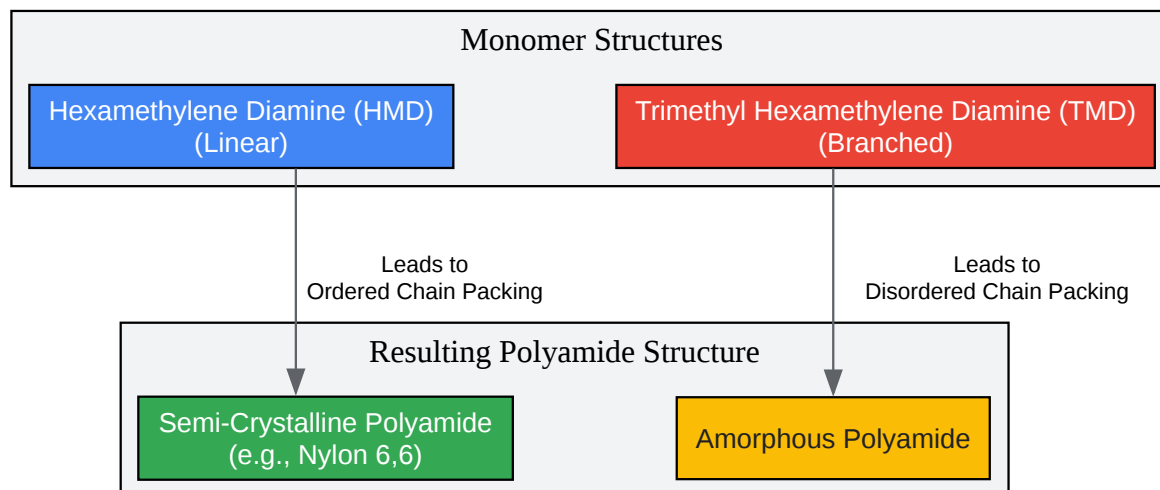 Monomer Structures
Hexamethylene Diamine (HMD)
(Linear)
Trimethyl Hexamethylene Diamine (TMD)
(Branched)
Leads to
Ordered Chain Packing
Leads to
Disordered Chain Packing
Resulting Polyamide Structure
Semi-Crystalline Polyamide
(e.g., Nylon 6,6)
Amorphous Polyamide